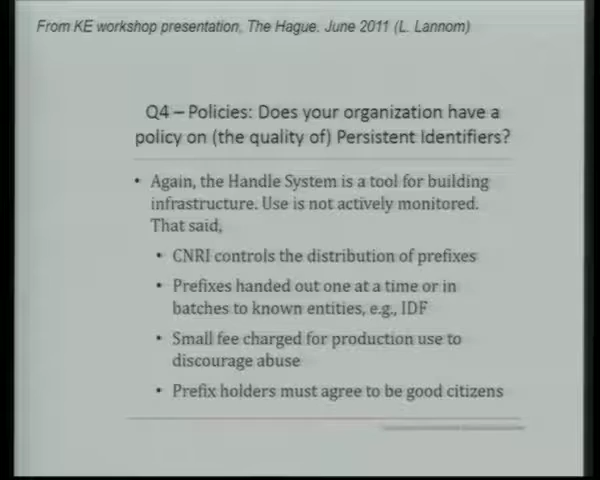 From KE workshop presentation, The Hague, June 2011 (L. Lannom)
Q4 – Policies: Does your organization have a
policy on (the quality of) Persistent Identifiers?
• Again, the Handle System is a tool for building
infrastructure. Use is not actively monitored.
That said,
• CNRI controls the distribution of prefixes
• Prefixes handed out one at a time or in
batches to known entities, e.g., IDF
• Small fee charged for production use to
discourage abuse
• Prefix holders must agree to be good citizens